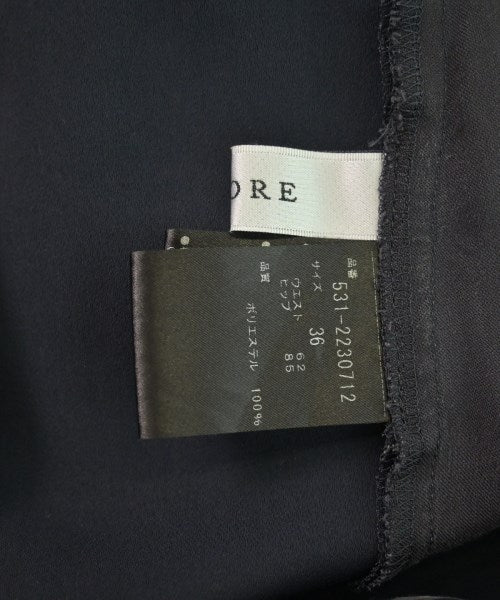 ORE
品番
531-2230712
サイズ
36
ウエスト 62
ヒップ 85
品質
ポリエステル 100%